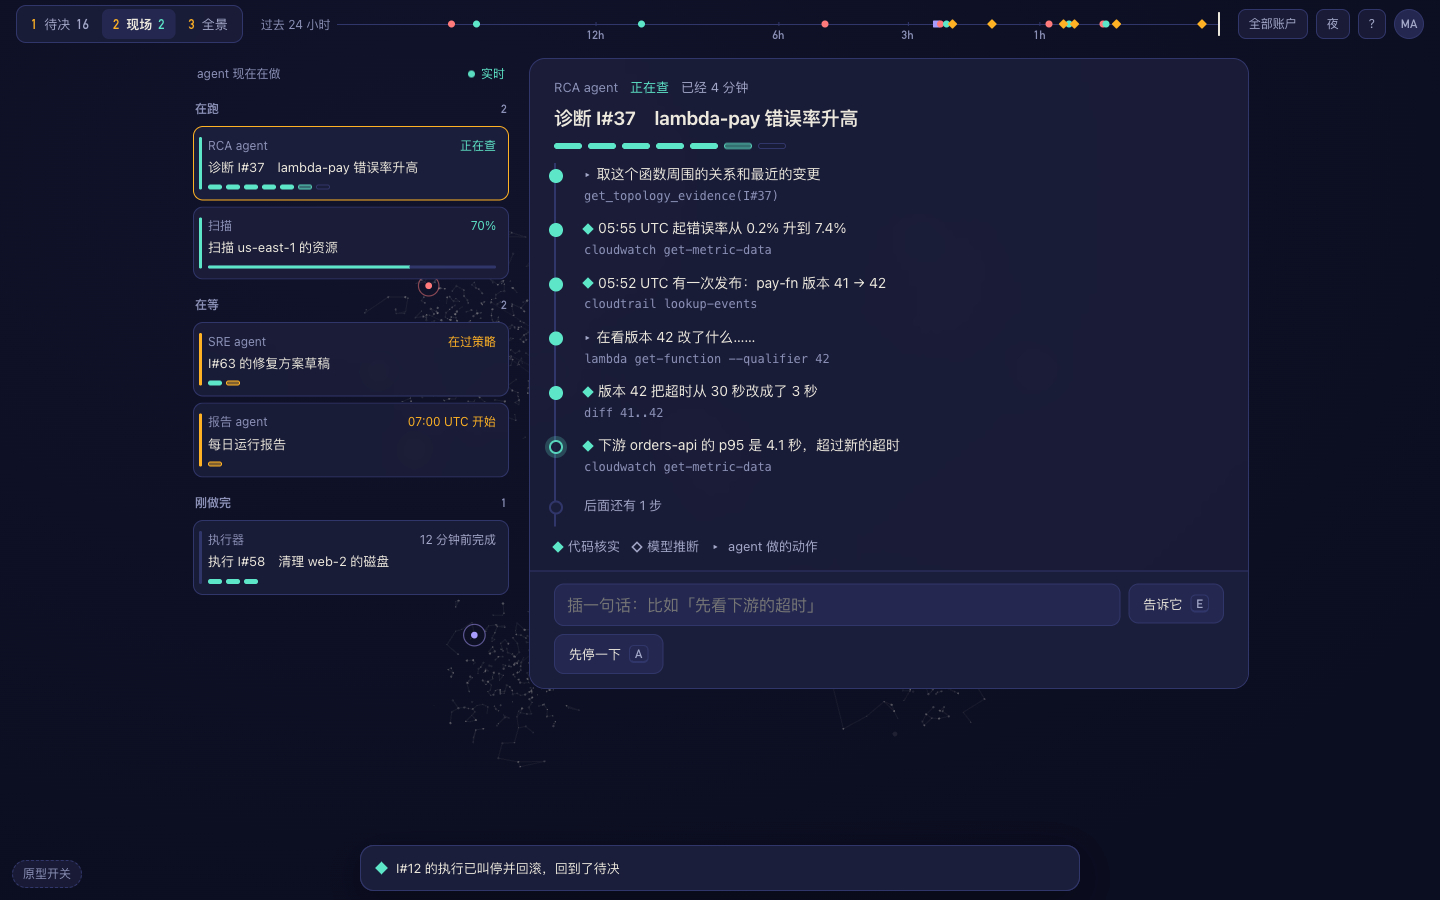 1 待决 16 2 现场 2 3 全景 过去 24 小时 全部账户 夜 ? MA
12h 6h 3h 1h
agent 现在在做 实时
在跑 2
RCA agent 正在查
诊断 I#37 lambda-pay 错误率升高
扫描 70%
扫描 us-east-1 的资源
在等 2
SRE agent 在过策略
I#63 的修复方案草稿
报告 agent 07:00 UTC 开始
每日运行报告
刚做完 1
执行器 12 分钟前完成
执行 I#58 清理 web-2 的磁盘
RCA agent 正在查 已经 4 分钟
诊断 I#37 lambda-pay 错误率升高
取这个函数周围的关系和最近的变更
get_topology_evidence(I#37)
05:55 UTC 起错误率从 0.2% 升到 7.4%
cloudwatch get-metric-data
05:52 UTC 有一次发布：pay-fn 版本 41 → 42
cloudtrail lookup-events
在看版本 42 改了什么……
lambda get-function --qualifier 42
版本 42 把超时从 30 秒改成了 3 秒
diff 41..42
下游 orders-api 的 p95 是 4.1 秒，超过新的超时
cloudwatch get-metric-data
后面还有 1 步
代码核实 模型推断 agent 做的动作
插一句话：比如「先看下游的超时」 告诉它 E
先停一下 A
I#12 的执行已叫停并回滚，回到了待决
原型开关